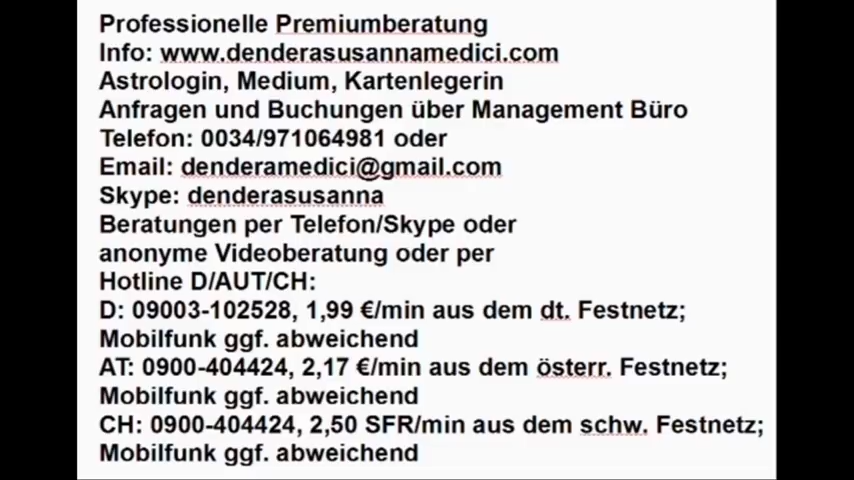 Professionelle Premiumberatung
Info: www.denderasusannamedici.com
Astrologin, Medium, Kartenlegerin
Anfragen und Buchungen über Management Büro
Telefon: 0034/971064981 oder
Email: denderamedici@gmail.com
Skype: denderasusanna
Beratungen per Telefon/Skype oder
anonyme Videoberatung oder per
Hotline D/AUT/CH:
D: 09003-102528, 1,99 €/min aus dem dt. Festnetz;
Mobilfunk ggf. abweichend
AT: 0900-404424, 2,17 €/min aus dem österr. Festnetz;
Mobilfunk ggf. abweichend
CH: 0900-404424, 2,50 SFR/min aus dem schw. Festnetz;
Mobilfunk ggf. abweichend